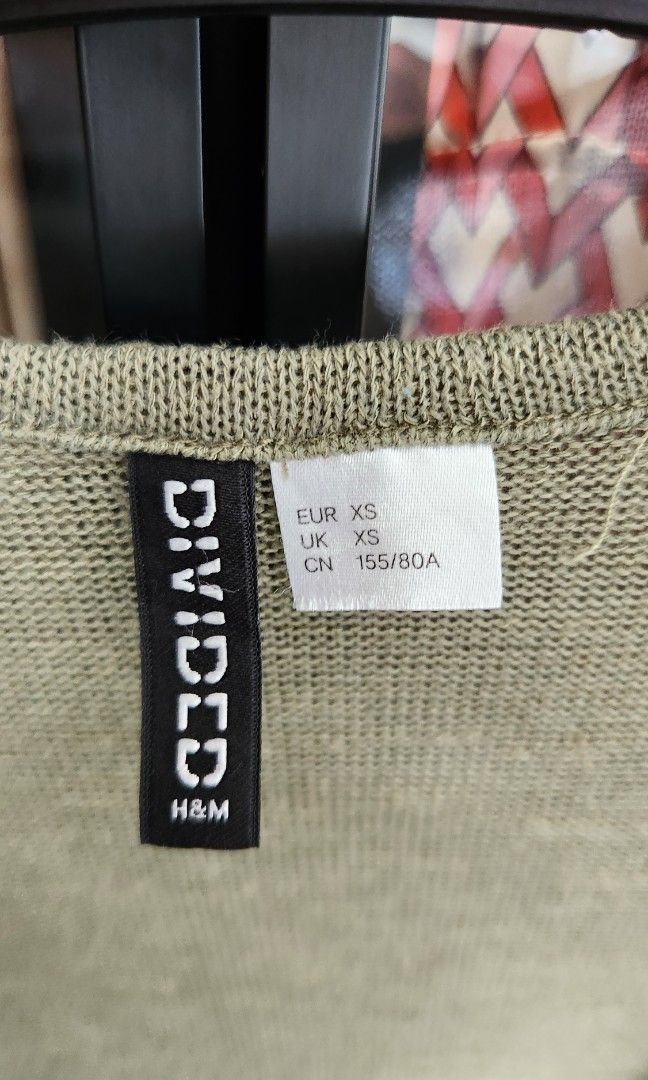 DIVIDED
H&M
EUR XS
UK XS
CN 155/80A